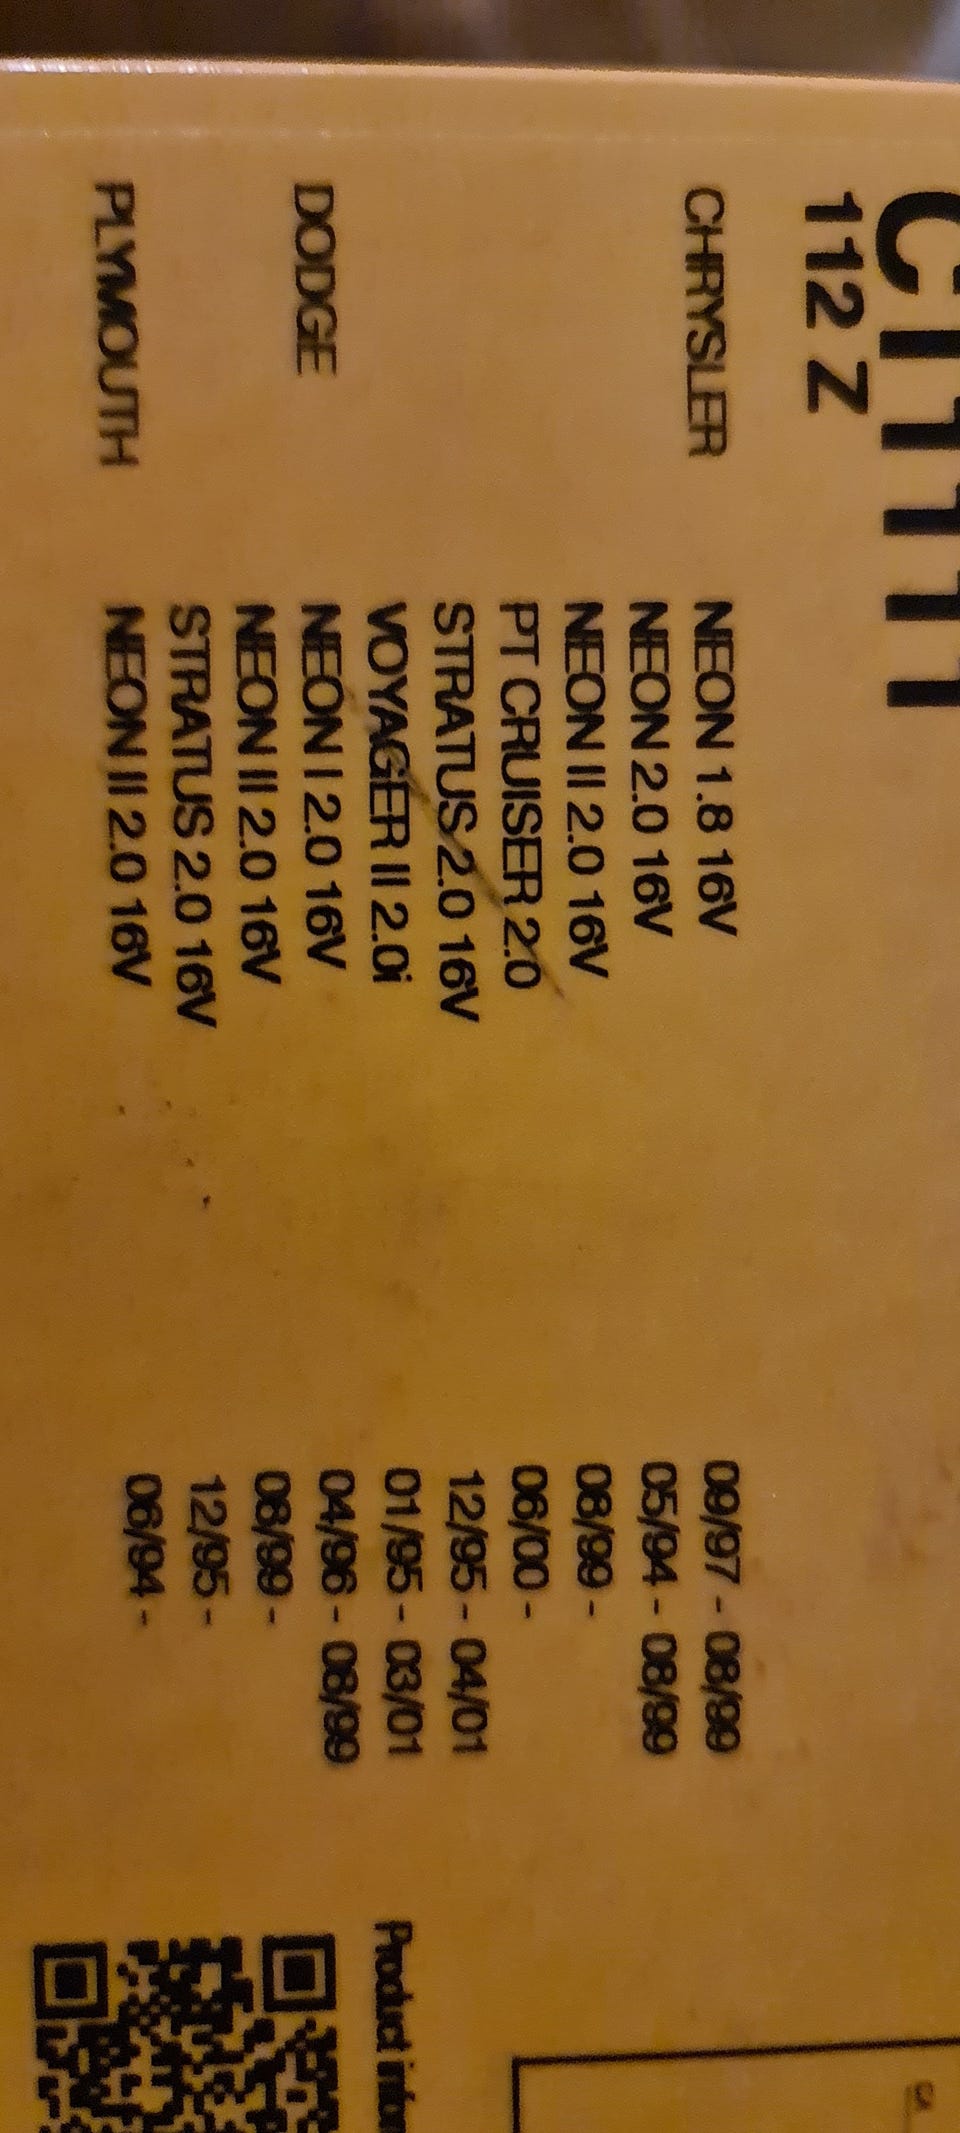 CT1111
112 Z
CHRYSLER NEON 1.8 16V 09/97 - 08/99
NEON 2.0 16V 05/94 - 08/99
NEON II 2.0 16V 08/99 -
PT CRUISER 2.0 06/00 -
STRATUS 2.0 16V 12/95 - 04/01
VOYAGER II 2.0i 01/95 - 03/01
DODGE NEON I 2.0 16V 04/96 - 08/99
NEON II 2.0 16V 08/99 -
STRATUS 2.0 16V 12/95 -
PLYMOUTH NEON II 2.0 16V 06/94 -
Product